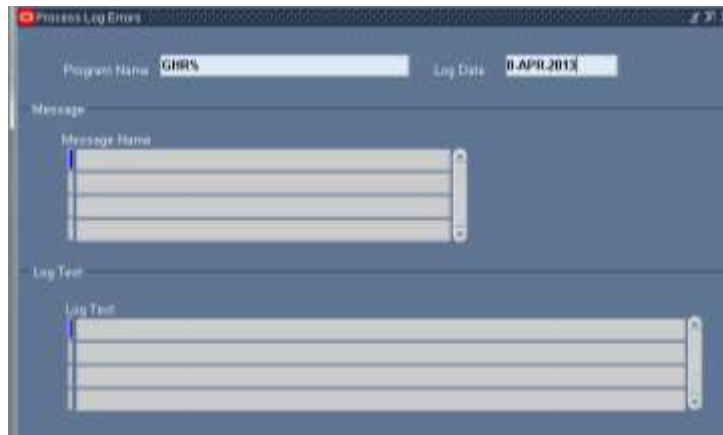 Process Log Errors
Program Name GHR% Log Date 8-APR-2013
Message
Message Name
Log Text
Log Text